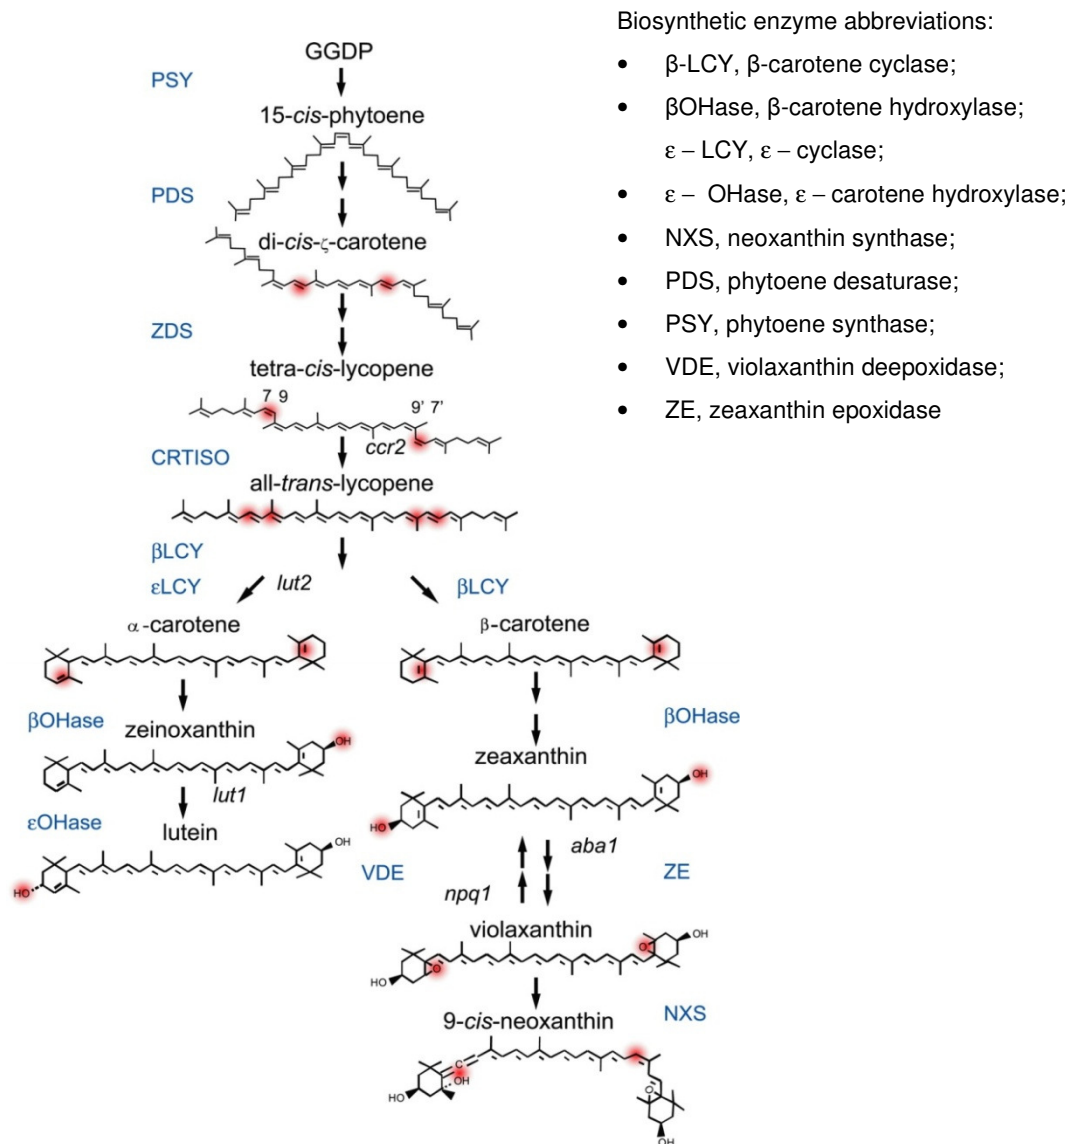 GGDP
PSY
15-cis-phytoene
PDS
di-cis-ζ-carotene
ZDS
tetra-cis-lycopene
7 9
9' 7'
ccr2
CRTISO
all-trans-lycopene
βLCY
εLCY lut2 βLCY
α-carotene β-carotene
βOHase βOHase
zeinoxanthin
OH
zeaxanthin
OH
lut1
εOHase
HO
lutein
OH
aba1
VDE ZE
HO
npq1
violaxanthin
OH
O
O
HO
NXS
9-cis-neoxanthin
C
OH
HO
O
OH
Biosynthetic enzyme abbreviations:
• β-LCY, β-carotene cyclase;
• βOHase, β-carotene hydroxylase;
ε – LCY, ε – cyclase;
• ε – OHase, ε – carotene hydroxylase;
• NXS, neoxanthin synthase;
• PDS, phytoene desaturase;
• PSY, phytoene synthase;
• VDE, violaxanthin deepoxidase;
• ZE, zeaxanthin epoxidase